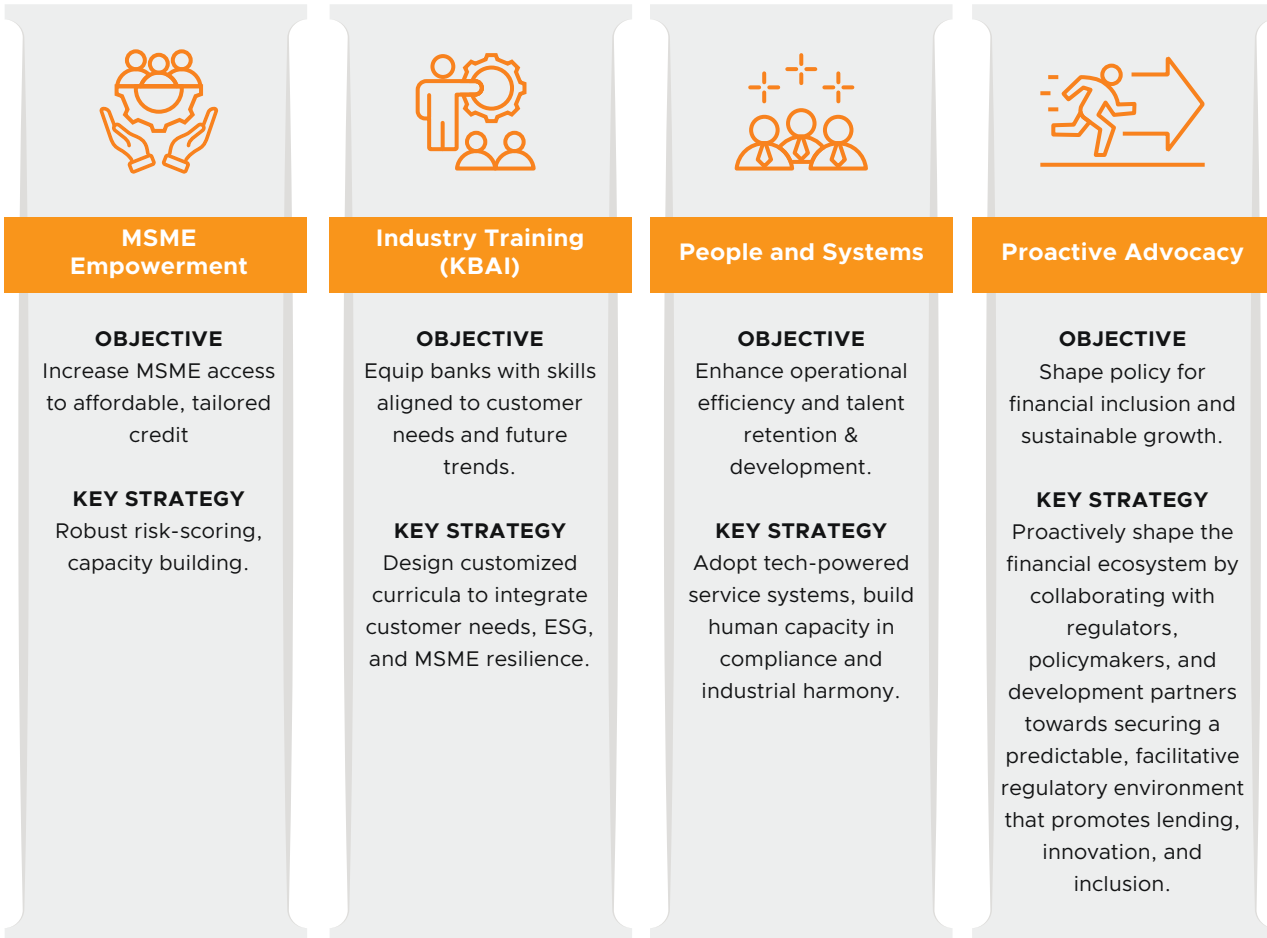 MSME
Empowerment
OBJECTIVE
Increase MSME access
to affordable, tailored
credit
KEY STRATEGY
Robust risk-scoring,
capacity building.
Industry Training
(KBAI)
OBJECTIVE
Equip banks with skills
aligned to customer
needs and future
trends.
KEY STRATEGY
Design customized
curricula to integrate
customer needs, ESG,
and MSME resilience.
People and Systems
OBJECTIVE
Enhance operational
efficiency and talent
retention &
development.
KEY STRATEGY
Adopt tech-powered
service systems, build
human capacity in
compliance and
industrial harmony.
Proactive Advocacy
OBJECTIVE
Shape policy for
financial inclusion and
sustainable growth.
KEY STRATEGY
Proactively shape the
financial ecosystem by
collaborating with
regulators,
policymakers, and
development partners
towards securing a
predictable, facilitative
regulatory environment
that promotes lending,
innovation, and
inclusion.